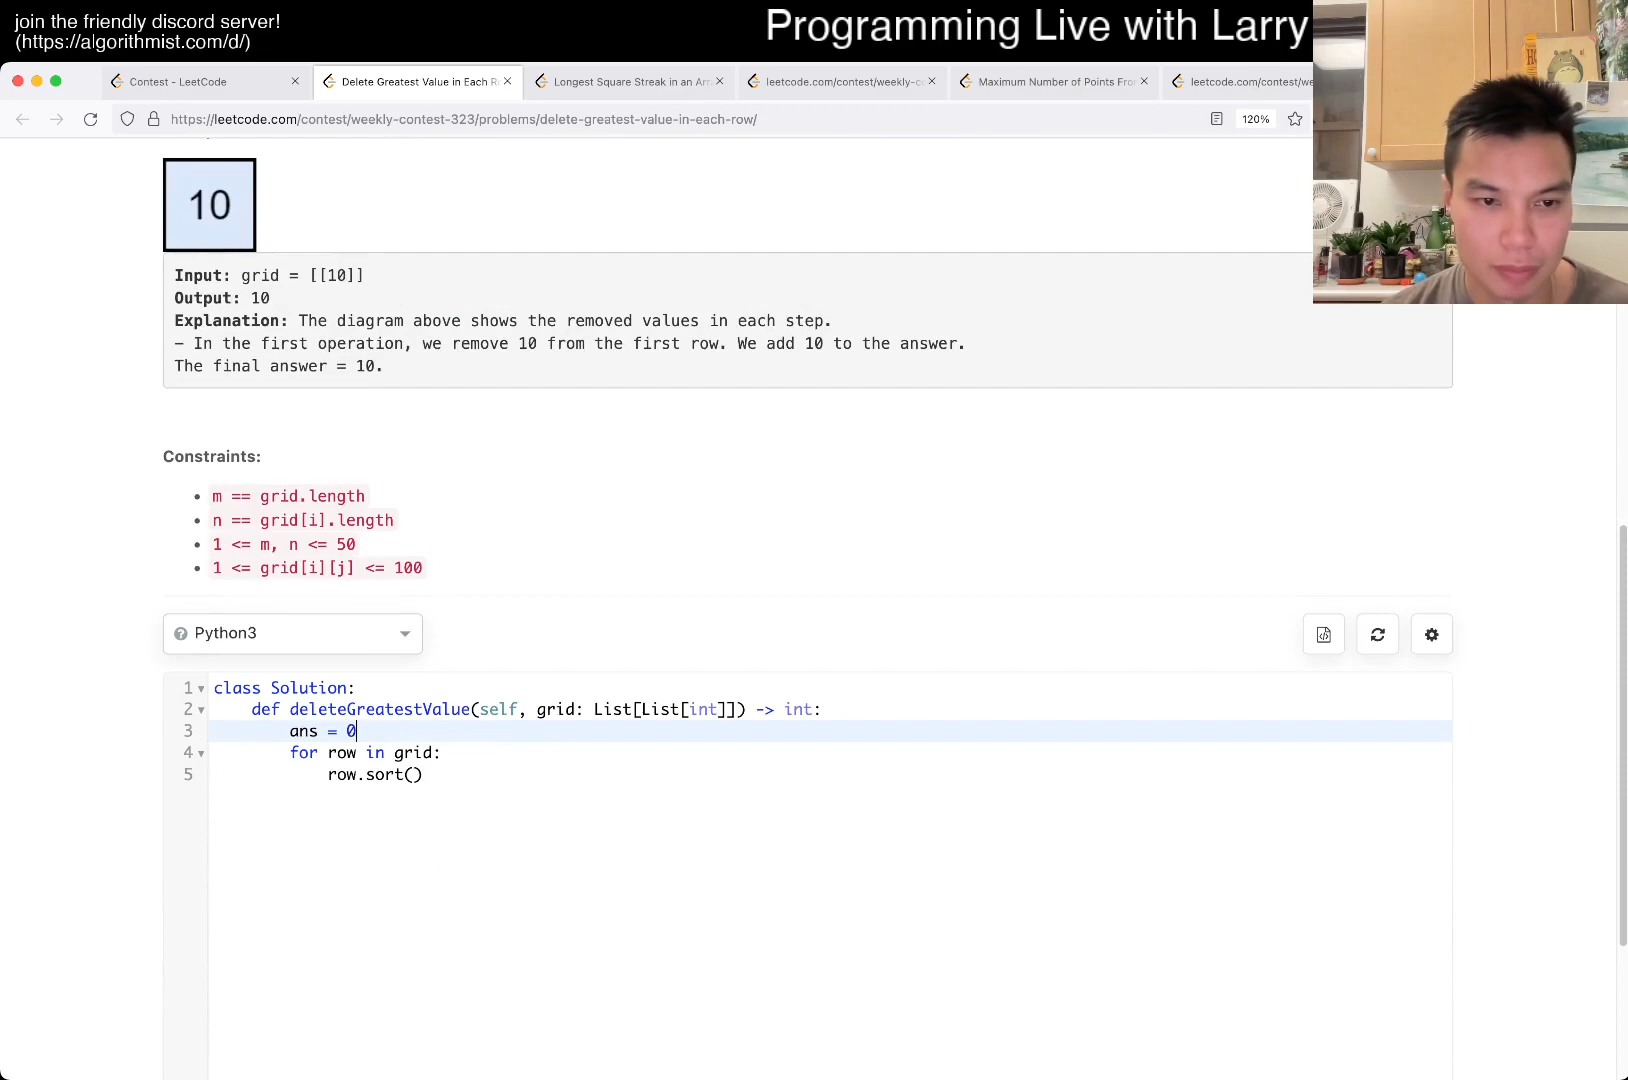 join the friendly discord server!
(https://algorithmist.com/d/)
Programming Live with Larry
Contest - LeetCode
Delete Greatest Value in Each R
Longest Square Streak in an Arr
leetcode.com/contest/weekly-c
Maximum Number of Points Fro
leetcode.com/contest/we
https://leetcode.com/contest/weekly-contest-323/problems/delete-greatest-value-in-each-row/
120%
10
Input: grid = [[10]]
Output: 10
Explanation: The diagram above shows the removed values in each step.
- In the first operation, we remove 10 from the first row. We add 10 to the answer.
The final answer = 10.
Constraints:
m == grid.length
n == grid[i].length
1 <= m, n <= 50
1 <= grid[i][j] <= 100
Python3
1 class Solution:
2 def deleteGreatestValue(self, grid: List[List[int]]) -> int:
3 ans = 0
4 for row in grid:
5 row.sort()